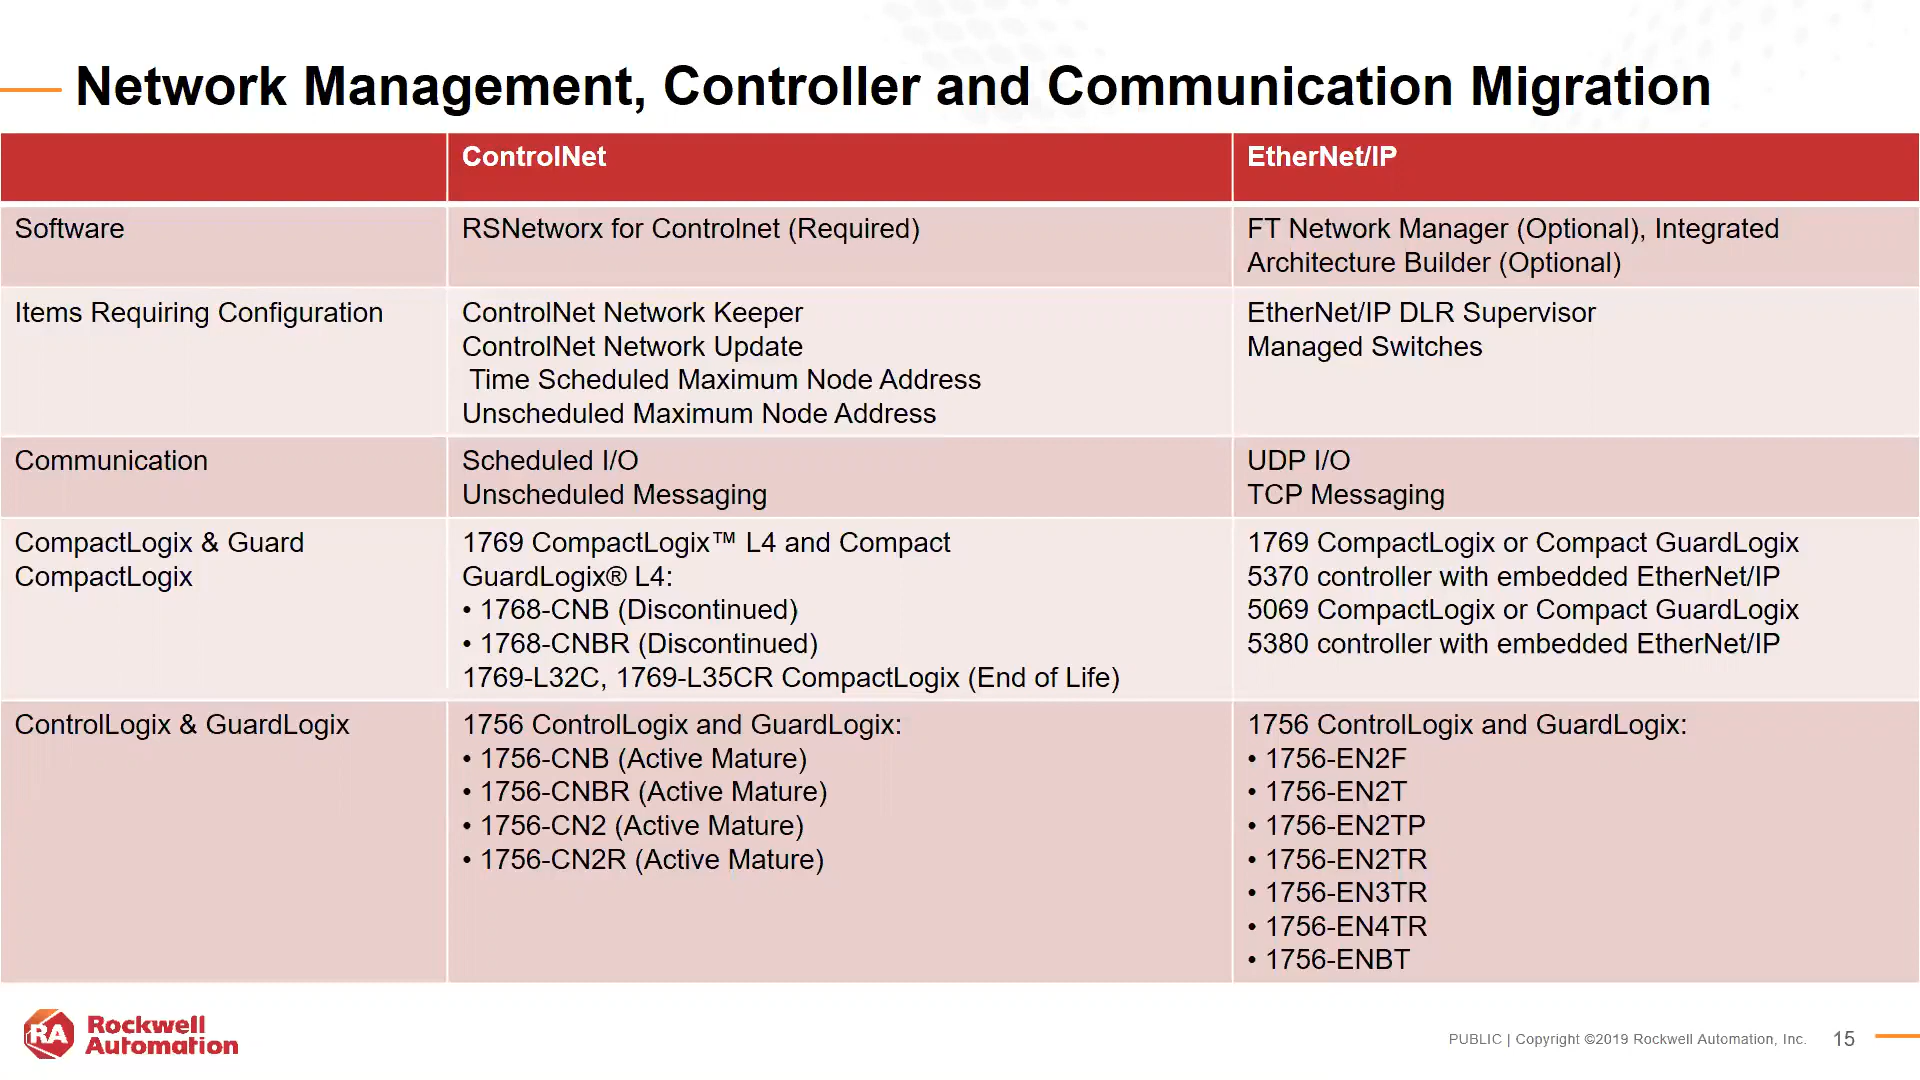 Network Management, Controller and Communication Migration
ControlNet
EtherNet/IP
Software
RSNetworx for Controlnet (Required)
FT Network Manager (Optional), Integrated
Architecture Builder (Optional)
Items Requiring Configuration
ControlNet Network Keeper
ControlNet Network Update
Time Scheduled Maximum Node Address
Unscheduled Maximum Node Address
EtherNet/IP DLR Supervisor
Managed Switches
Communication
Scheduled I/O
Unscheduled Messaging
UDP I/O
TCP Messaging
CompactLogix & Guard
CompactLogix
1769 CompactLogix™ L4 and Compact
GuardLogix® L4:
• 1768-CNB (Discontinued)
• 1768-CNBR (Discontinued)
1769-L32C, 1769-L35CR CompactLogix (End of Life)
1769 CompactLogix or Compact GuardLogix
5370 controller with embedded EtherNet/IP
5069 CompactLogix or Compact GuardLogix
5380 controller with embedded EtherNet/IP
ControlLogix & GuardLogix
1756 ControlLogix and GuardLogix:
• 1756-CNB (Active Mature)
• 1756-CNBR (Active Mature)
• 1756-CN2 (Active Mature)
• 1756-CN2R (Active Mature)
1756 ControlLogix and GuardLogix:
• 1756-EN2F
• 1756-EN2T
• 1756-EN2TP
• 1756-EN2TR
• 1756-EN3TR
• 1756-EN4TR
• 1756-ENBT
RA
Rockwell
Automation
PUBLIC | Copyright ©2019 Rockwell Automation, Inc. 15